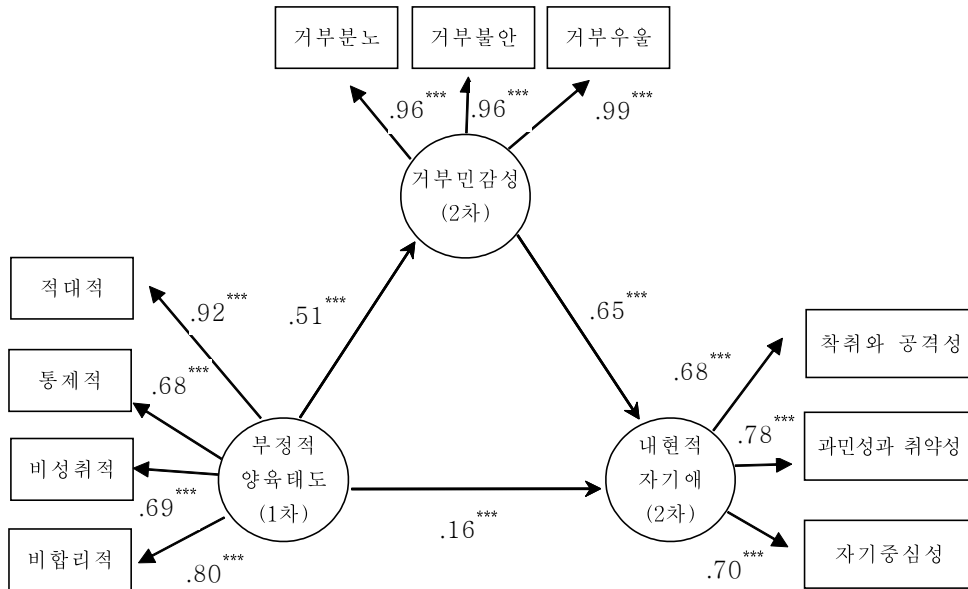 거부분노
거부불안
거부우울
.96***
.96***
.99***
거부민감성
(2차)
적대적
.92***
.51***
.65***
착취와 공격성
통제적
.68***
.68***
부정적
양육태도
(1차)
내현적
자기애
(2차)
.78***
과민성과 취약성
비성취적
.69***
.16***
비합리적
.80***
.70***
자기중심성